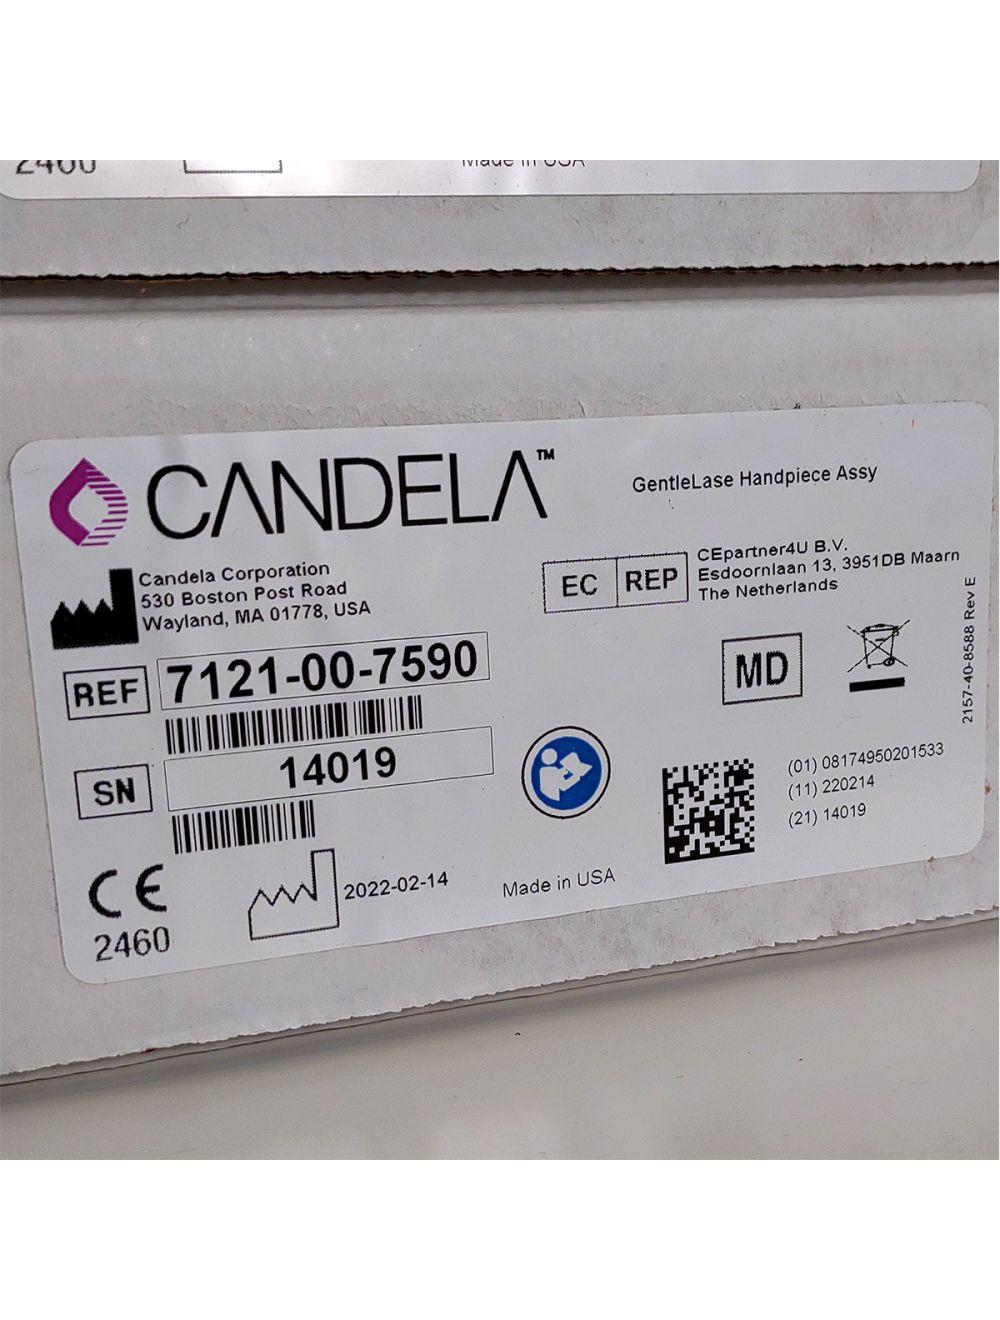 2460
Made in USA
CANDELA™
GentleLase Handpiece Assy
Candela Corporation
530 Boston Post Road
Wayland, MA 01778, USA
EC REP
CEpartner4U B.V.
Esdoornlaan 13, 3951DB Maarn
The Netherlands
REF 7121-00-7590
MD
2157-40-8588 Rev E
SN 14019
(01) 08174950201533
(11) 220214
(21) 14019
CE
2460
2022-02-14
Made in USA